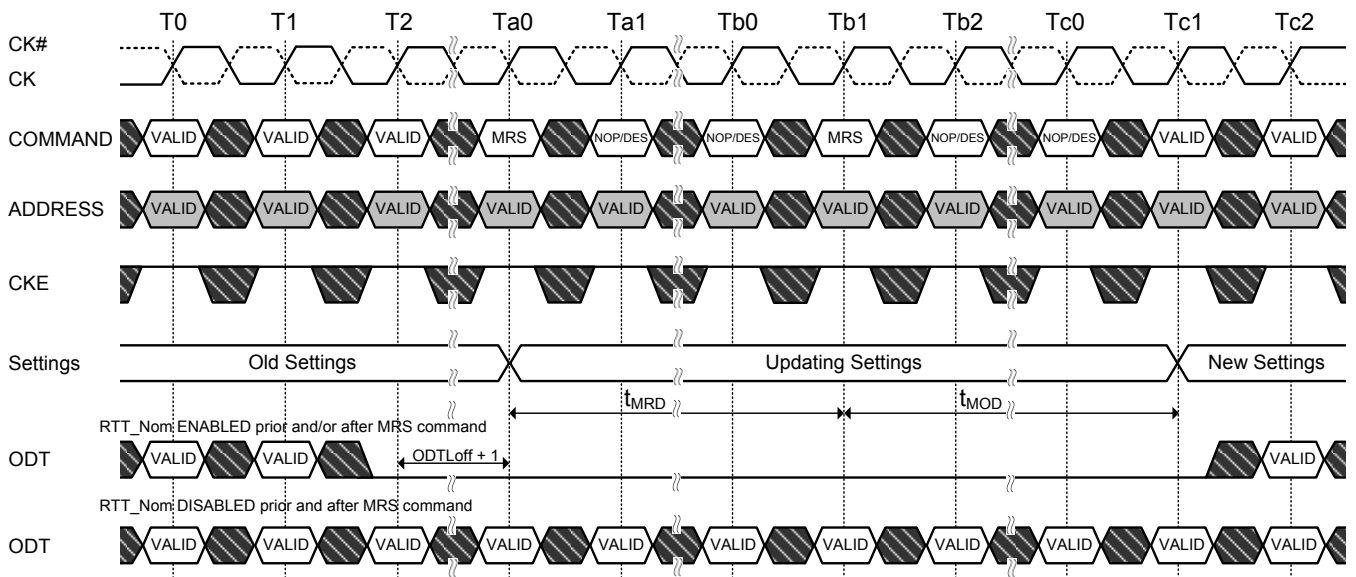 T0 T1 T2 Ta0 Ta1 Tb0 Tb1 Tb2 Tc0 Tc1 Tc2
CK#
CK
COMMAND VALID VALID VALID MRS NOP/DES NOP/DES MRS NOP/DES NOP/DES VALID VALID
ADDRESS VALID VALID VALID VALID VALID VALID VALID VALID VALID VALID VALID
CKE
Settings Old Settings Updating Settings New Settings
tMRD tMOD
RTT_Nom ENABLED prior and/or after MRS command
ODT VALID VALID ODTLoff + 1 VALID
RTT_Nom DISABLED prior and after MRS command
ODT VALID VALID VALID VALID VALID VALID VALID VALID VALID VALID VALID